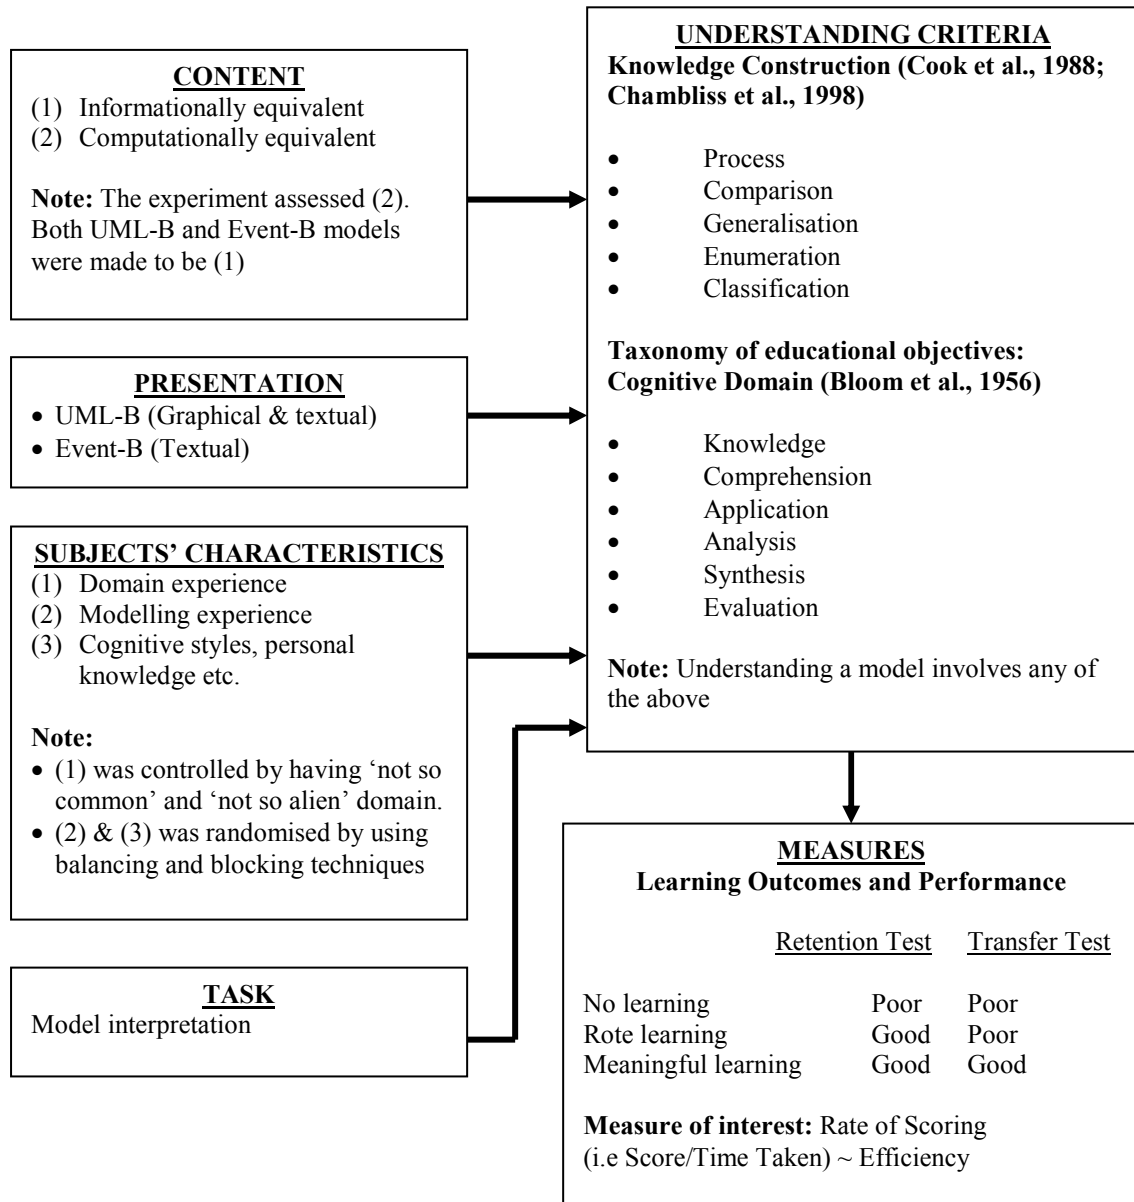 CONTENT
(1) Informationally equivalent
(2) Computationally equivalent
Note: The experiment assessed (2).
Both UML-B and Event-B models
were made to be (1)
PRESENTATION
• UML-B (Graphical & textual)
• Event-B (Textual)
SUBJECTS’ CHARACTERISTICS
(1) Domain experience
(2) Modelling experience
(3) Cognitive styles, personal
knowledge etc.
Note:
• (1) was controlled by having ‘not so
common’ and ‘not so alien’ domain.
• (2) & (3) was randomised by using
balancing and blocking techniques
TASK
Model interpretation
UNDERSTANDING CRITERIA
Knowledge Construction (Cook et al., 1988;
Chambliss et al., 1998)
• Process
• Comparison
• Generalisation
• Enumeration
• Classification
Taxonomy of educational objectives:
Cognitive Domain (Bloom et al., 1956)
• Knowledge
• Comprehension
• Application
• Analysis
• Synthesis
• Evaluation
Note: Understanding a model involves any of
the above
MEASURES
Learning Outcomes and Performance
Retention Test Transfer Test
No learning Poor Poor
Rote learning Good Poor
Meaningful learning Good Good
Measure of interest: Rate of Scoring
(i.e Score/Time Taken) ~ Efficiency